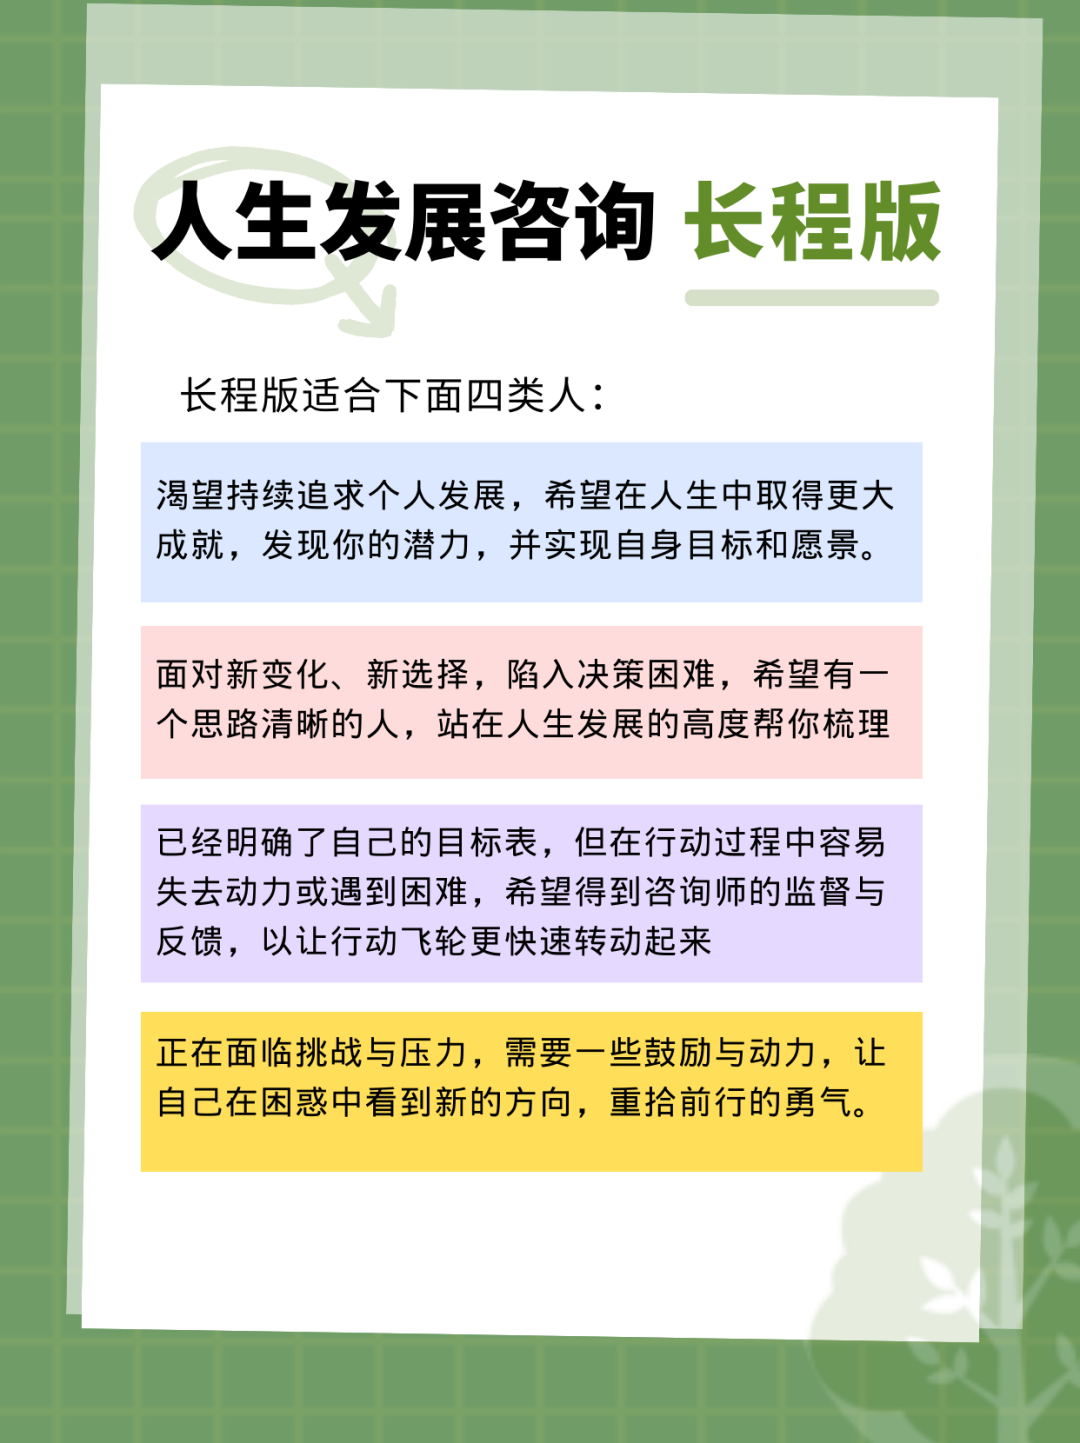 人生发展咨询 长程版
长程版适合下面四类人：
渴望持续追求个人发展，希望在人生中取得更大
成就，发现你的潜力，并实现自身目标和愿景。
面对新变化、新选择，陷入决策困难，希望有一
个思路清晰的人，站在人生发展的高度帮你梳理
已经明确了自己的目标表，但在行动过程中容易
失去动力或遇到困难，希望得到咨询师的监督与
反馈，以让行动飞轮更快速转动起来
正在面临挑战与压力，需要一些鼓励与动力，让
自己在困惑中看到新的方向，重拾前行的勇气。